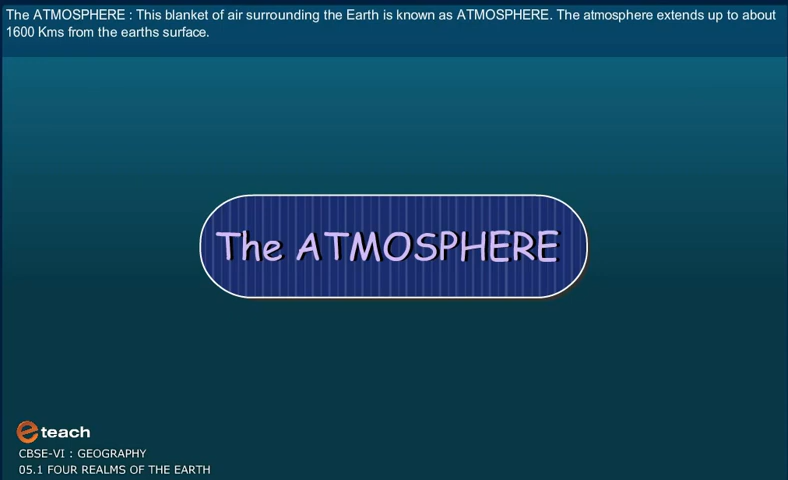 The ATMOSPHERE : This blanket of air surrounding the Earth is known as ATMOSPHERE. The atmosphere extends up to about
1600 Kms from the earths surface.
The ATMOSPHERE
e teach
CBSE-VI : GEOGRAPHY
05.1 FOUR REALMS OF THE EARTH